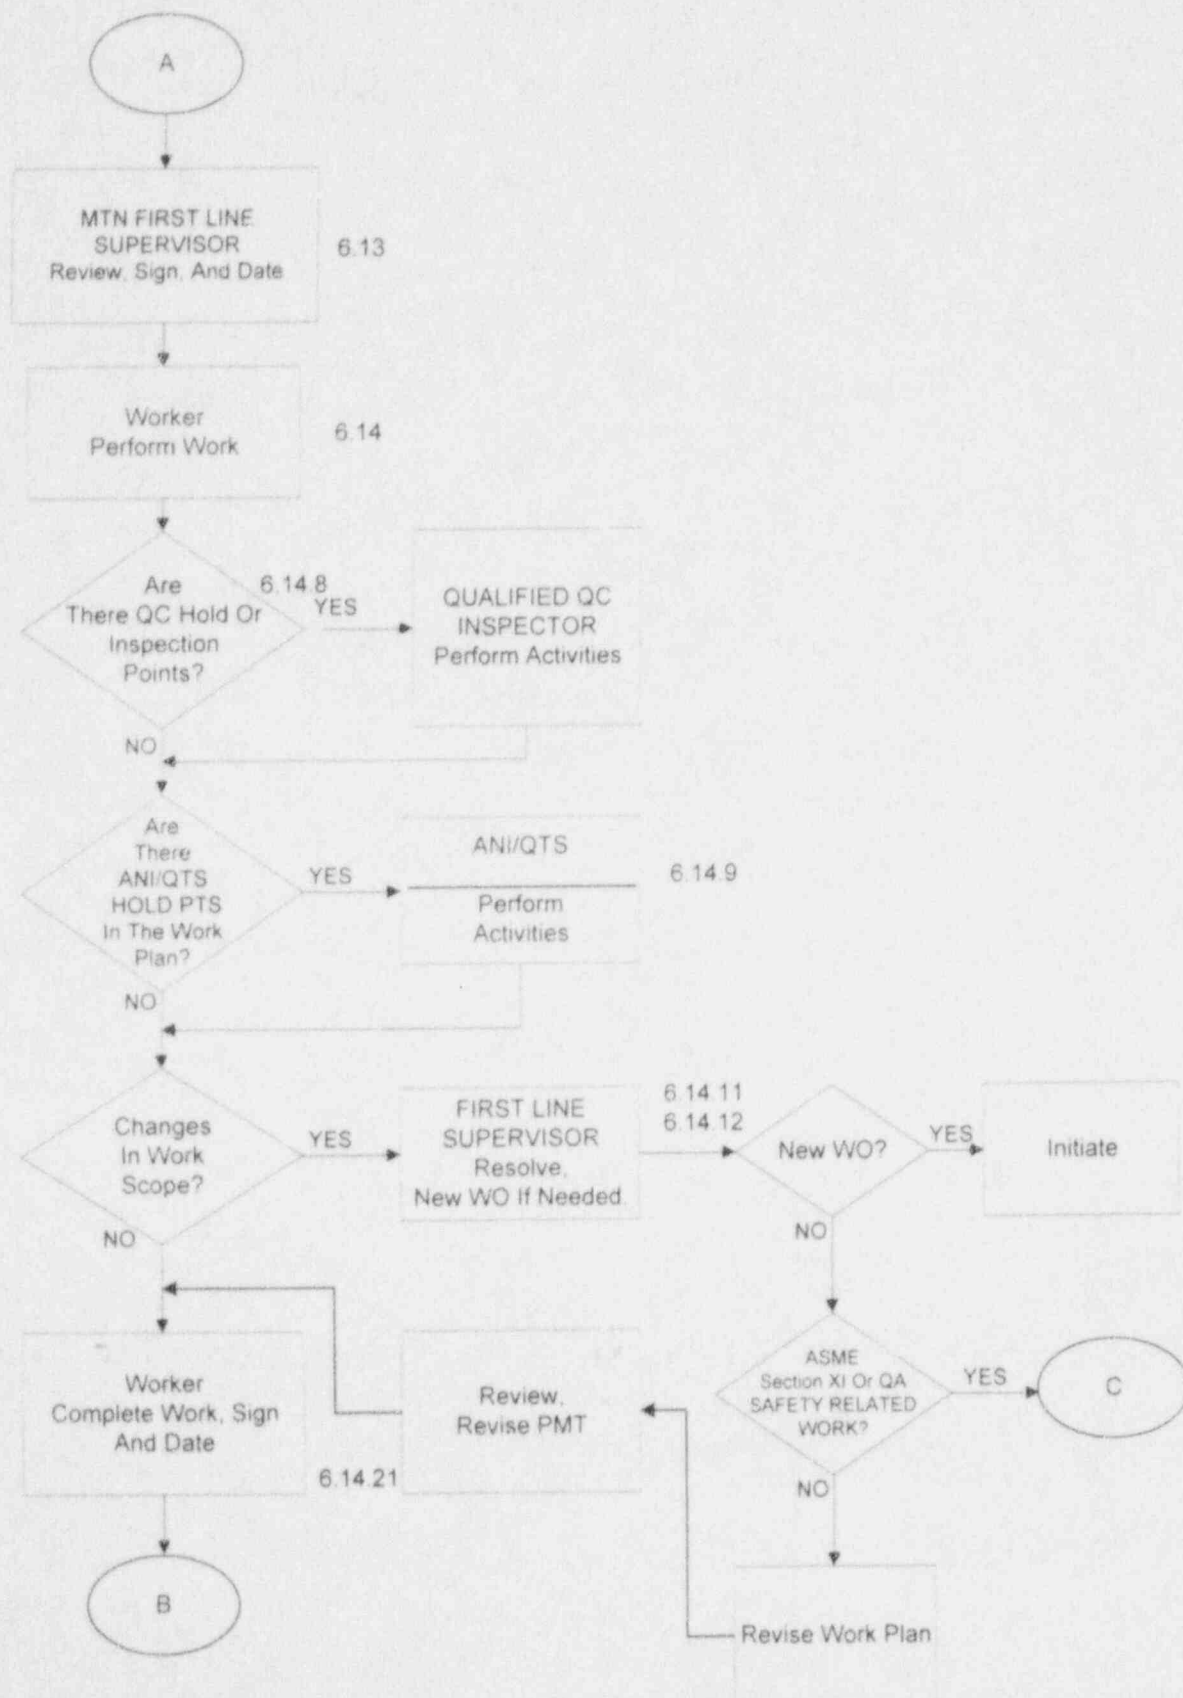 A
MTN FIRST LINE
SUPERVISOR
Review, Sign, And Date
6.13
Worker
Perform Work
6.14
Are
There QC Hold Or
Inspection
Points?
6.14.8
YES
QUALIFIED QC
INSPECTOR
Perform Activities
NO
Are
There
ANI/QTS
HOLD PTS
In The Work
Plan?
YES
ANI/QTS
Perform
Activities
6.14.9
NO
Changes
In Work
Scope?
YES
FIRST LINE
SUPERVISOR
Resolve,
New WO If Needed.
6.14.11
6.14.12
New WO?
YES
Initiate
NO
NO
ASME
Section XI Or QA
SAFETY RELATED
WORK?
YES
C
NO
Revise Work Plan
Review,
Revise PMT
Worker
Complete Work, Sign
And Date
6.14.21
B